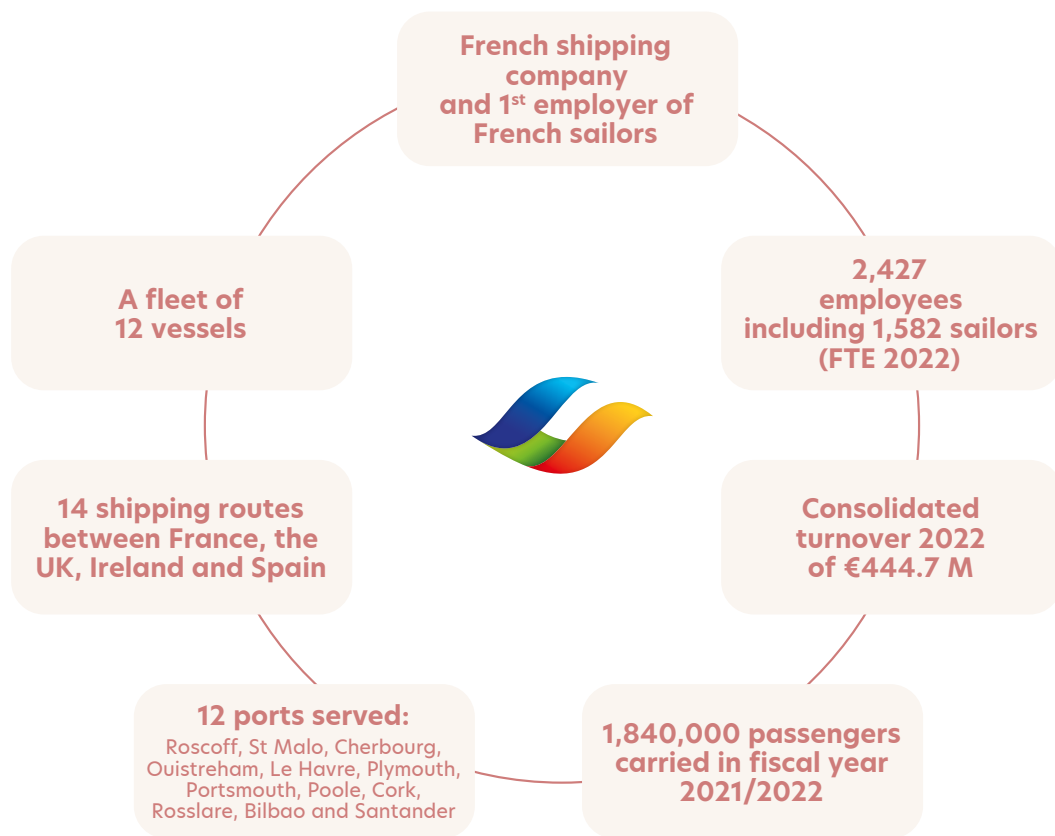 French shipping
company
and 1st employer of
French sailors
2,427
employees
including 1,582 sailors
(FTE 2022)
Consolidated
turnover 2022
of €444.7 M
1,840,000 passengers
carried in fiscal year
2021/2022
12 ports served:
Roscoff, St Malo, Cherbourg,
Ouistreham, Le Havre, Plymouth,
Portsmouth, Poole, Cork,
Rosslare, Bilbao and Santander
14 shipping routes
between France, the
UK, Ireland and Spain
A fleet of
12 vessels